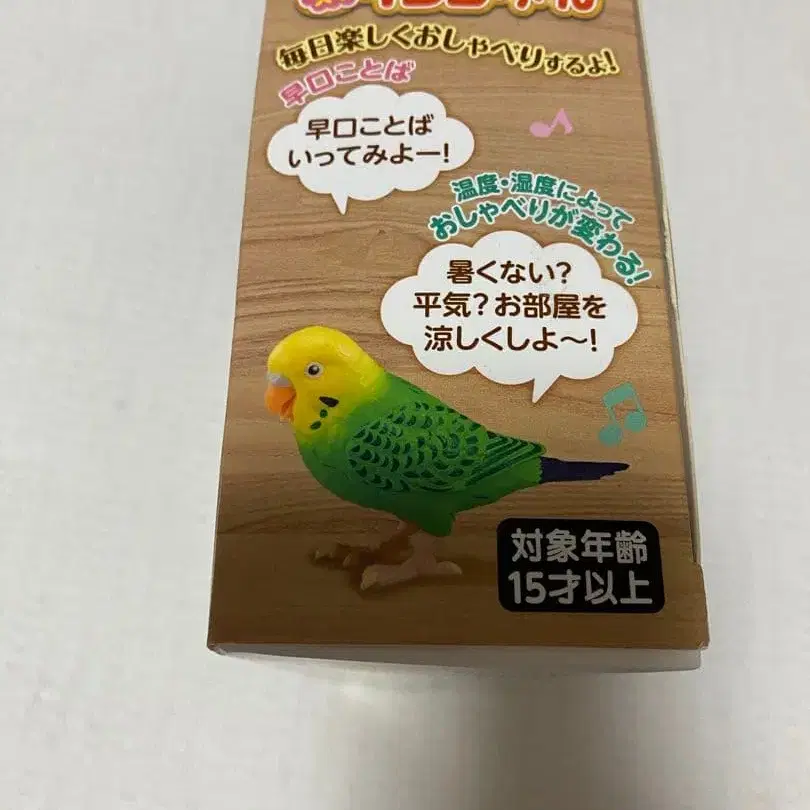 毎日楽しくおしゃべりするよ!
早口ことば
早口ことば
いってみよー!
温度・湿度によって
おしゃべりが変わる!
暑くない?
平気?お部屋を
涼しくしよ〜!
対象年齢
15才以上